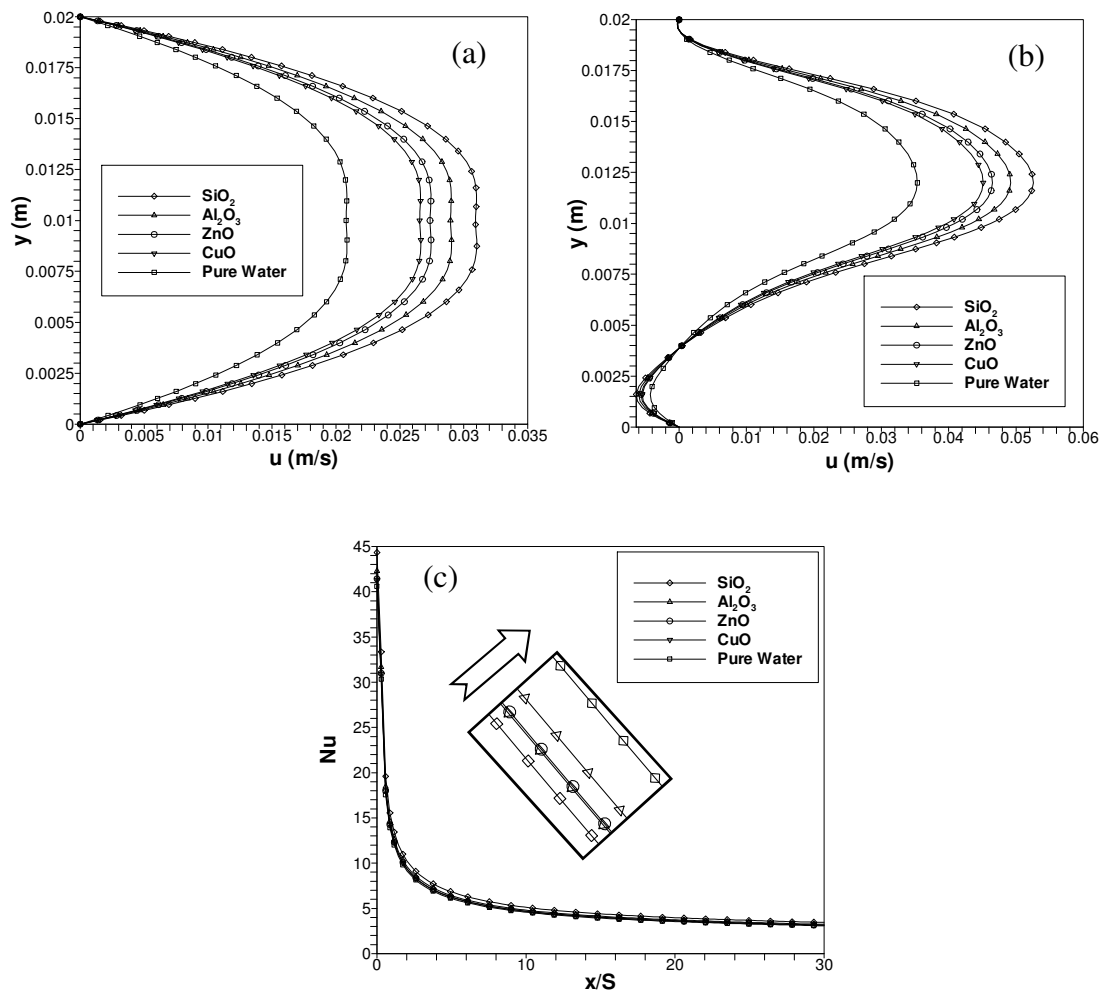 (a)
0.02
0.0175
0.015
0.0125
0.01
0.0075
0.005
0.0025
0
y (m)
SiO₂
Al₂O₃
ZnO
CuO
Pure Water
0 0.005 0.01 0.015 0.02 0.025 0.03 0.035
u (m/s)
(b)
0.02
0.0175
0.015
0.0125
0.01
0.0075
0.005
0.0025
0
y (m)
SiO₂
Al₂O₃
ZnO
CuO
Pure Water
0 0.01 0.02 0.03 0.04 0.05 0.06
u (m/s)
(c)
45
40
35
30
25
20
15
10
5
0
Nu
SiO₂
Al₂O₃
ZnO
CuO
Pure Water
0 10 20 30
x/S